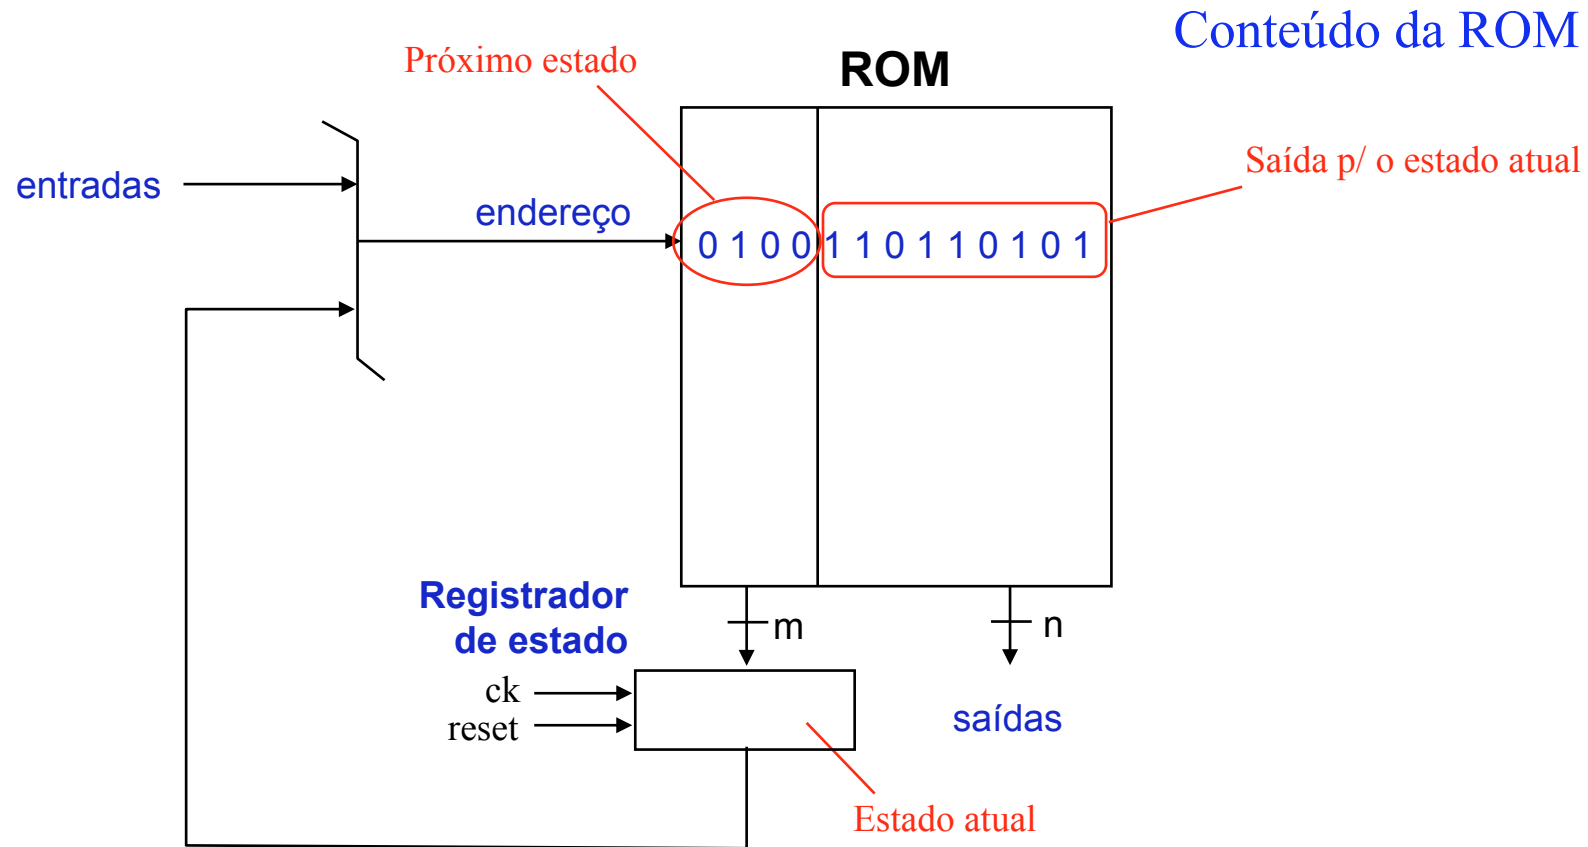 Conteúdo da ROM
Próximo estado
ROM
Saída p/ o estado atual
entradas
endereço
0 1 0 0 1 1 0 1 1 0 1 0 1
Registrador
de estado
m
n
ck
reset
saídas
Estado atual